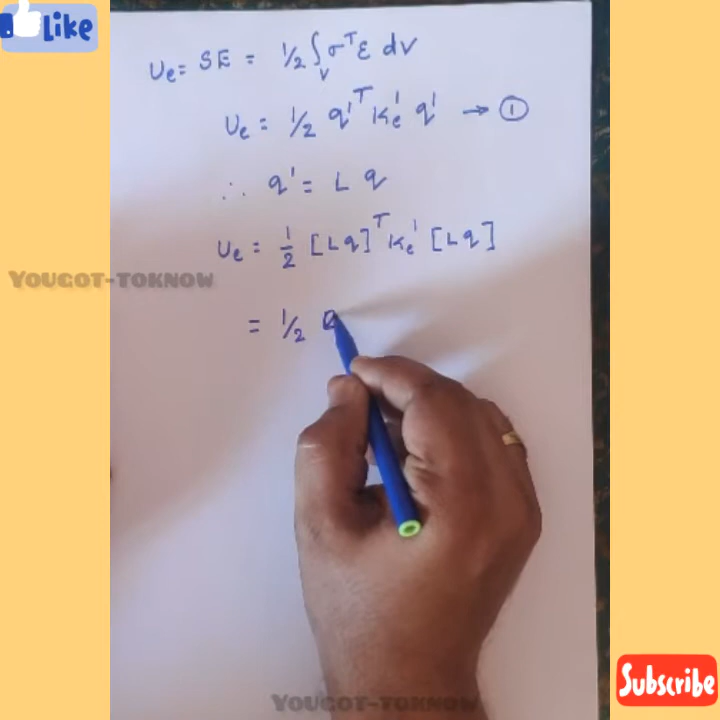 Like
Ue = SE = 1/2 ∫V σᵀε dV
Ue = 1/2 q'ᵀ Ke' q' → ①
∴ q' = L q
Ue = 1/2 [Lq]ᵀ Ke' [Lq]
YOUGOT-TOKNOW
= 1/2
Subscribe
YOUGOT-TOKNOW